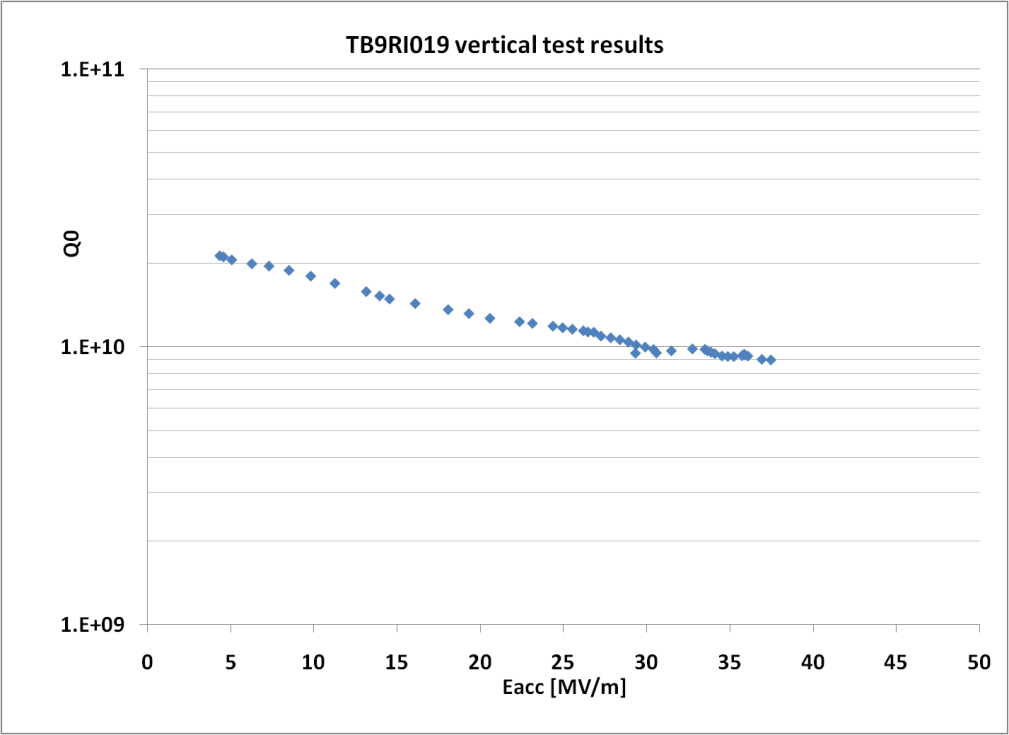 TB9RI019 vertical test results
1.E+11
1.E+10
1.E+09
Q0
0 5 10 15 20 25 30 35 40 45 50
Eacc [MV/m]